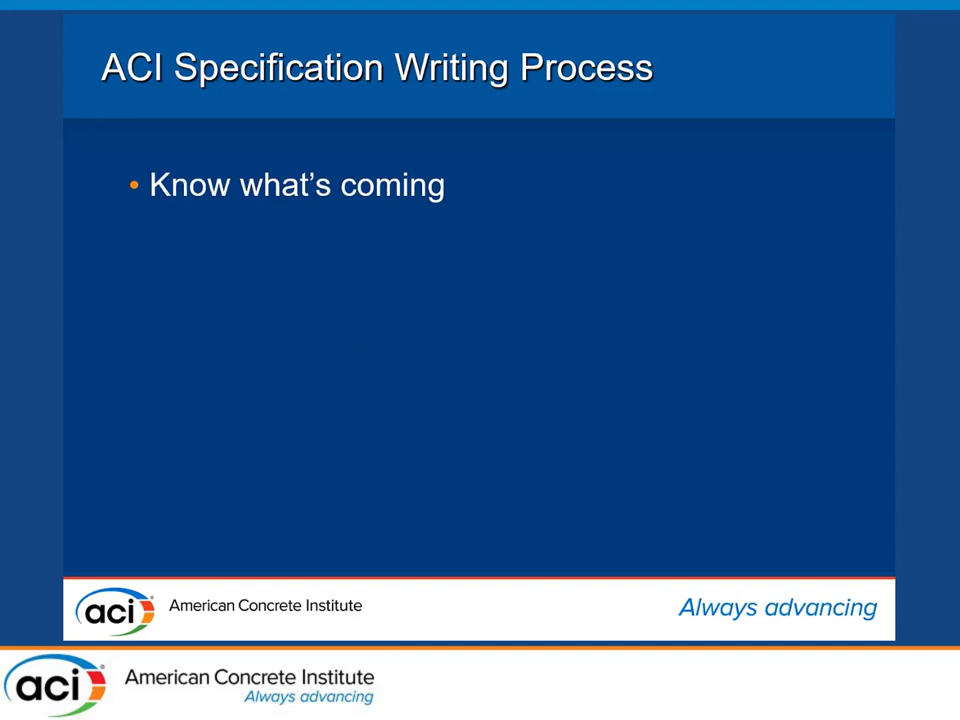 ACI Specification Writing Process
• Know what's coming
aci American Concrete Institute
Always advancing
aci American Concrete Institute
Always advancing